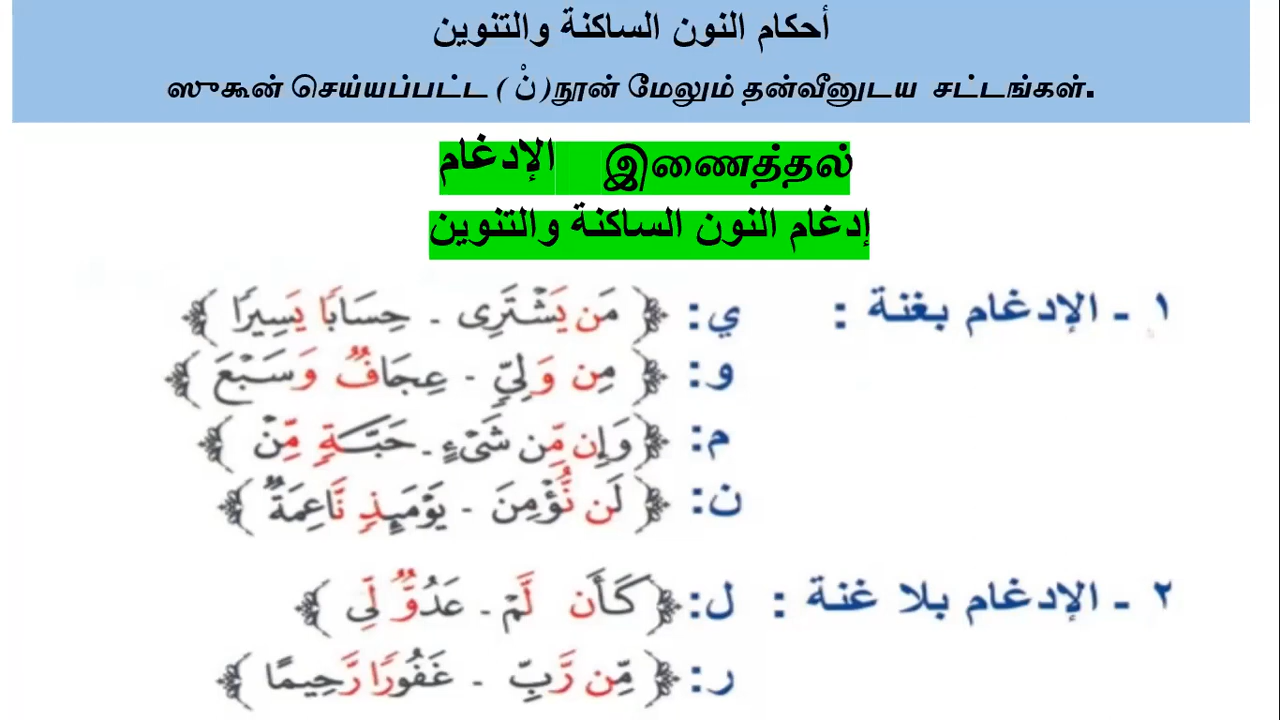 أحكام النون الساكنة والتنوين
ஸுகூன் செய்யப்பட்ட ( نْ )நூன் மேலும் தன்வீனுடய சட்டங்கள்.
الإدغام இணைத்தல்
إدغام النون الساكنة والتنوين
١ - الإدغام بغنة : ي: ﴿ مَن يَشْتَرِى - حِسَابًا يَسِيرًا ﴾
و: ﴿ مِن وَلِيٍّ - عِجَافٌ وَسَبْعَ ﴾
م: ﴿ وَإِن مِّن شَىْءٍ - حَبَّةٍ مِّنْ ﴾
ن: ﴿ لَن نُّؤْمِنَ - يَوْمَئِذٍ نَّاعِمَةٌ ﴾
٢ - الإدغام بلا غنة : ل: ﴿ كَأَن لَّمْ - عَدُوٌّ لِّي ﴾
ر: ﴿ مِّن رَّبِّ - غَفُورًا رَّحِيمًا ﴾